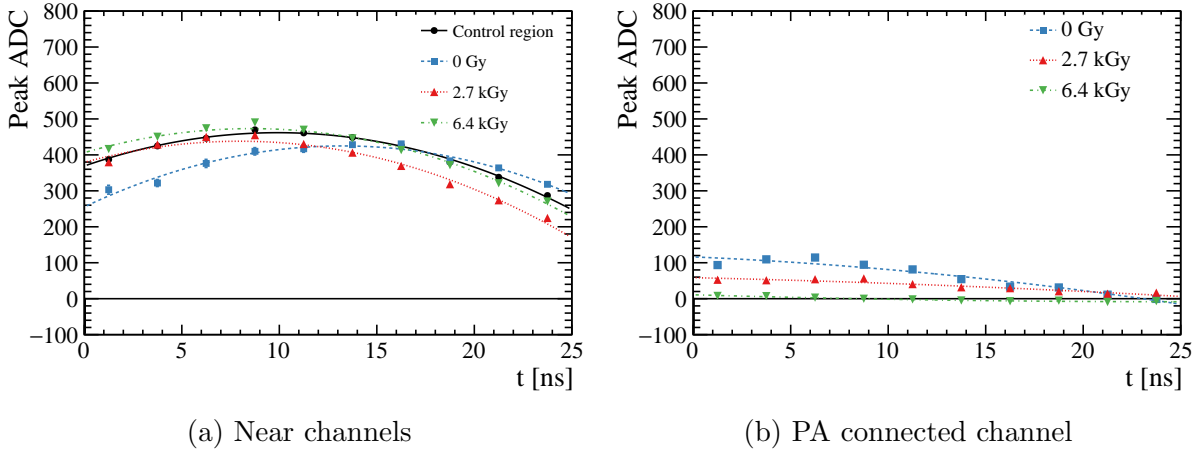 Peak ADC
800
700
600
500
400
300
200
100
0
−100
Control region
0 Gy
2.7 kGy
6.4 kGy
0 5 10 15 20 25
t [ns]
(a) Near channels
Peak ADC
800
700
600
500
400
300
200
100
0
−100
0 Gy
2.7 kGy
6.4 kGy
0 5 10 15 20 25
t [ns]
(b) PA connected channel